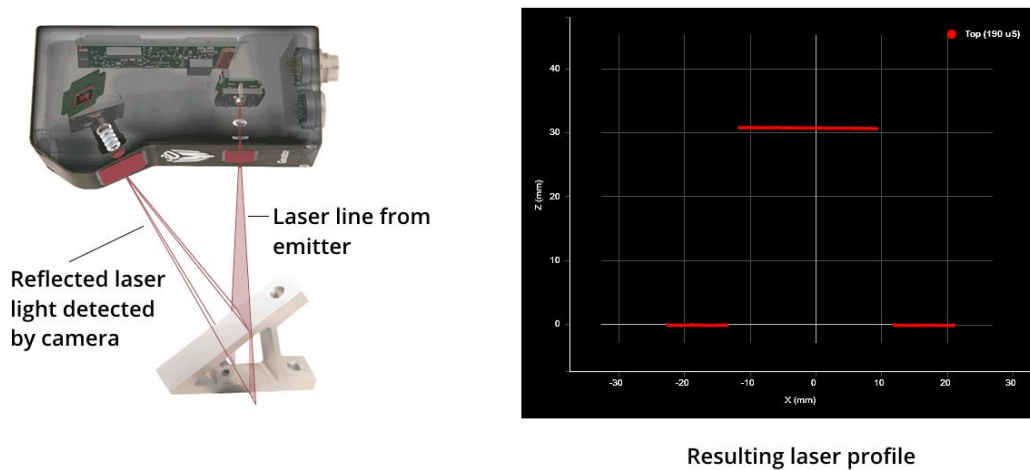 Laser line from
emitter
Reflected laser
light detected
by camera
Top (190 uS)
40
30
20
10
0
Z (mm)
-30
-20
-10
0
10
20
30
X (mm)
Resulting laser profile